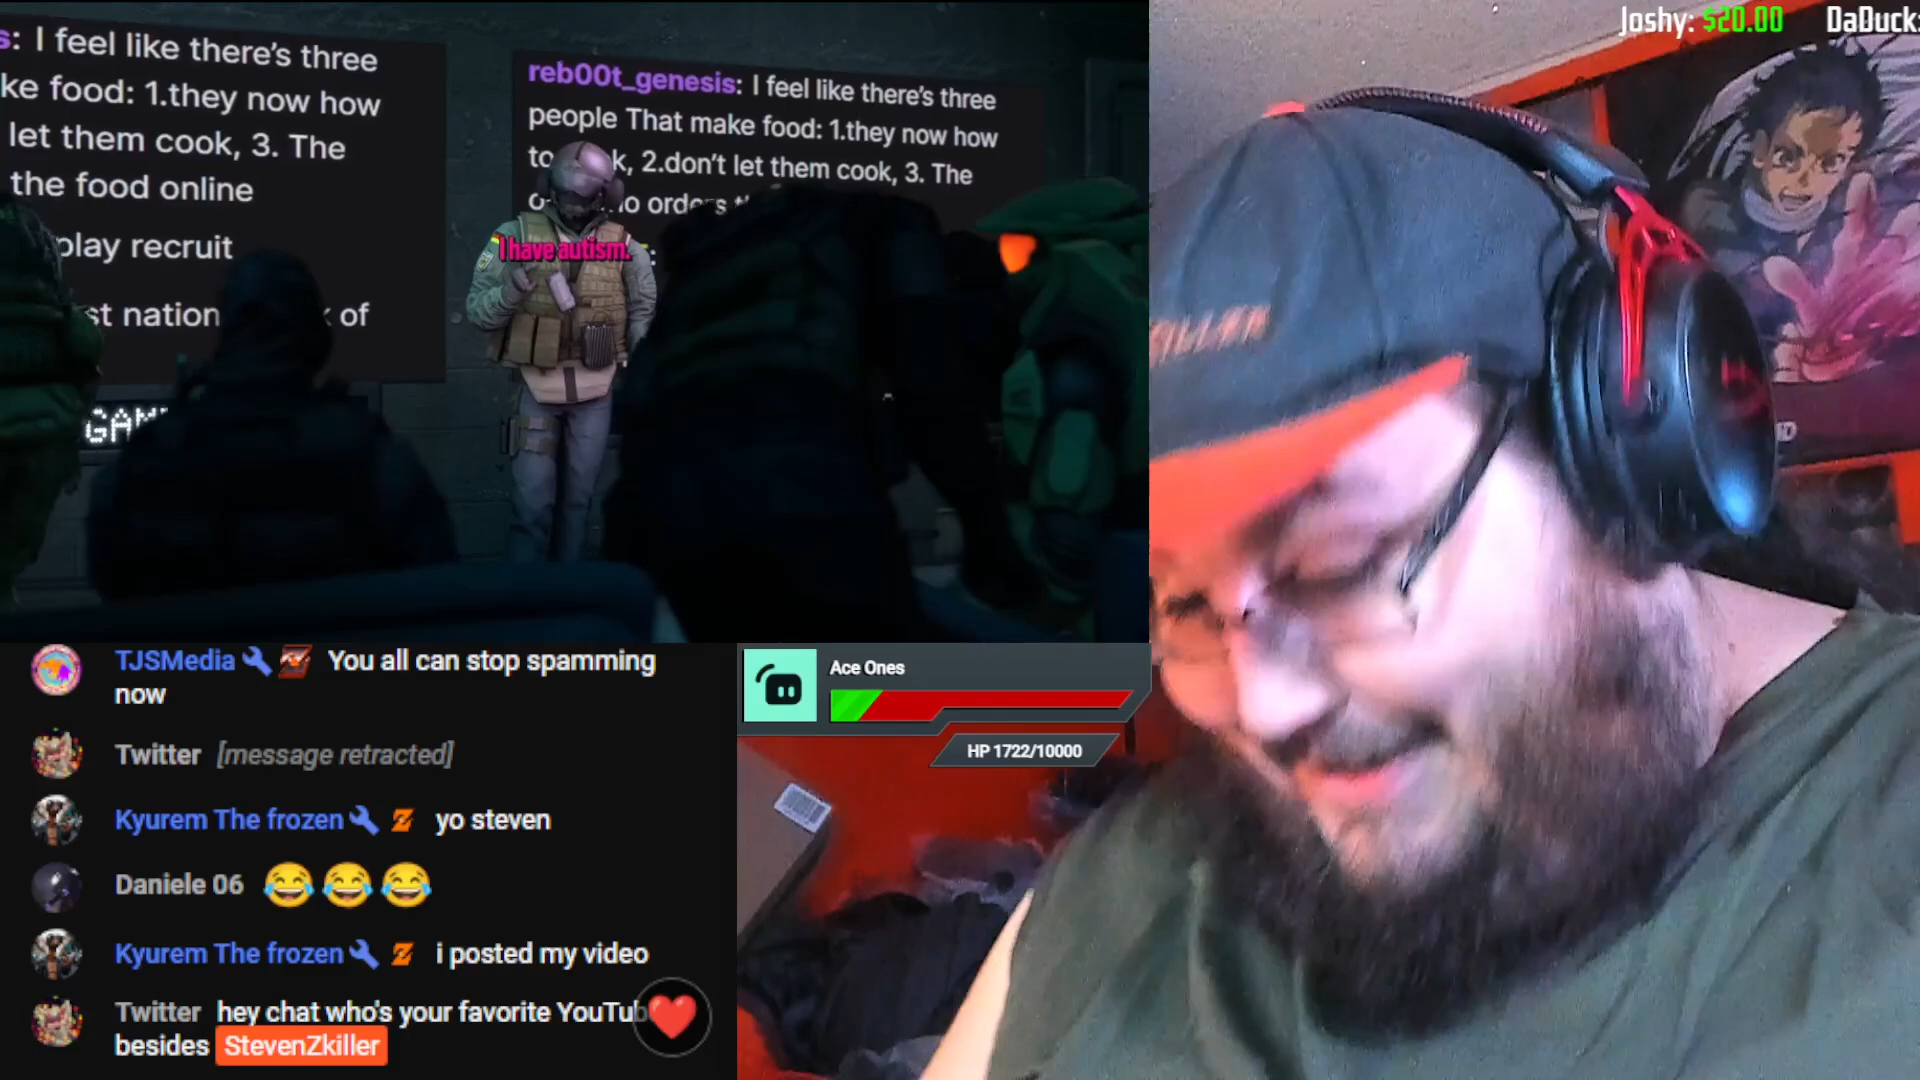 Joshy: $20.00 DaDuck:
s: I feel like there's three
ke food: 1.they now how
let them cook, 3. The
the food online
play recruit
st nation
of
GAM
reb00t_genesis: I feel like there's three
people That make food: 1.they now how
to k, 2.don't let them cook, 3. The
orders
I have autism.
TJSMedia You all can stop spamming
now
Twitter [message retracted]
Kyurem The frozen yo steven
Daniele 06 😂😂😂
Kyurem The frozen i posted my video
Twitter hey chat who's your favorite YouTub
besides StevenZkiller
Ace Ones
HP 1722/10000